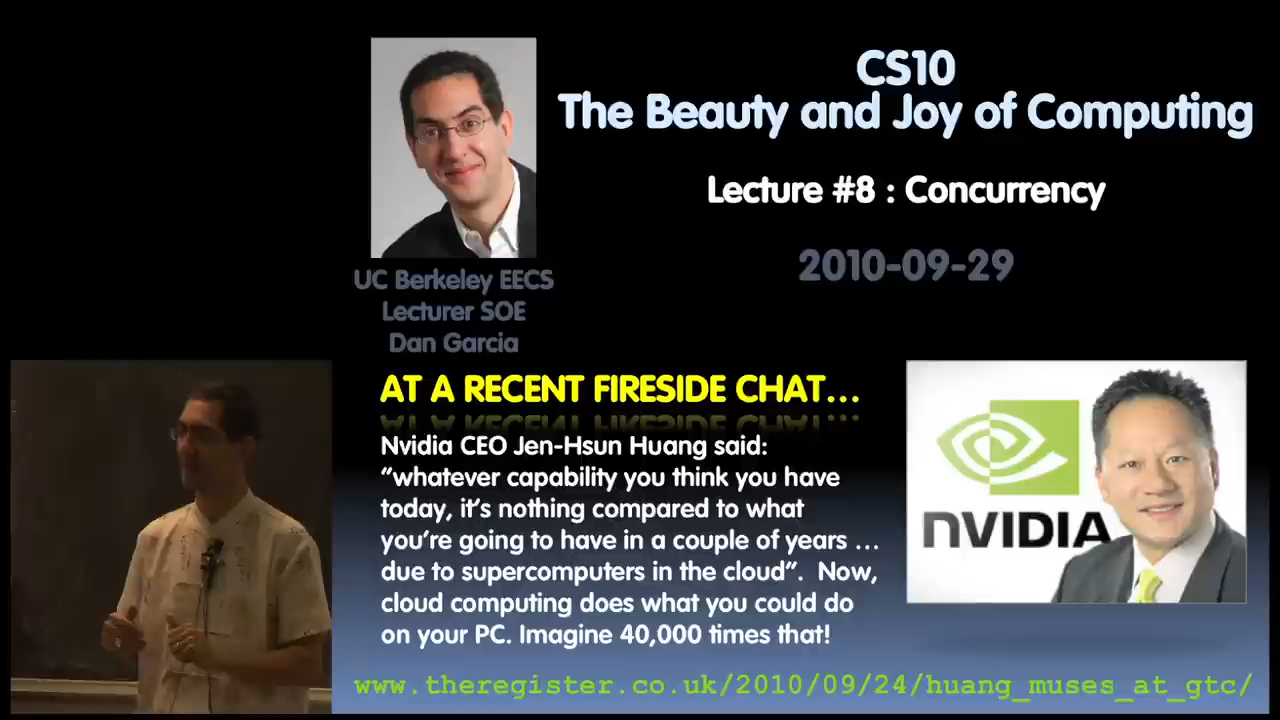 CS10
The Beauty and Joy of Computing
Lecture #8 : Concurrency
2010-09-29
UC Berkeley EECS
Lecturer SOE
Dan Garcia
AT A RECENT FIRESIDE CHAT…
Nvidia CEO Jen-Hsun Huang said:
“whatever capability you think you have
today, it’s nothing compared to what
you’re going to have in a couple of years …
due to supercomputers in the cloud”. Now,
cloud computing does what you could do
on your PC. Imagine 40,000 times that!
NVIDIA
www.theregister.co.uk/2010/09/24/huang_muses_at_gtc/